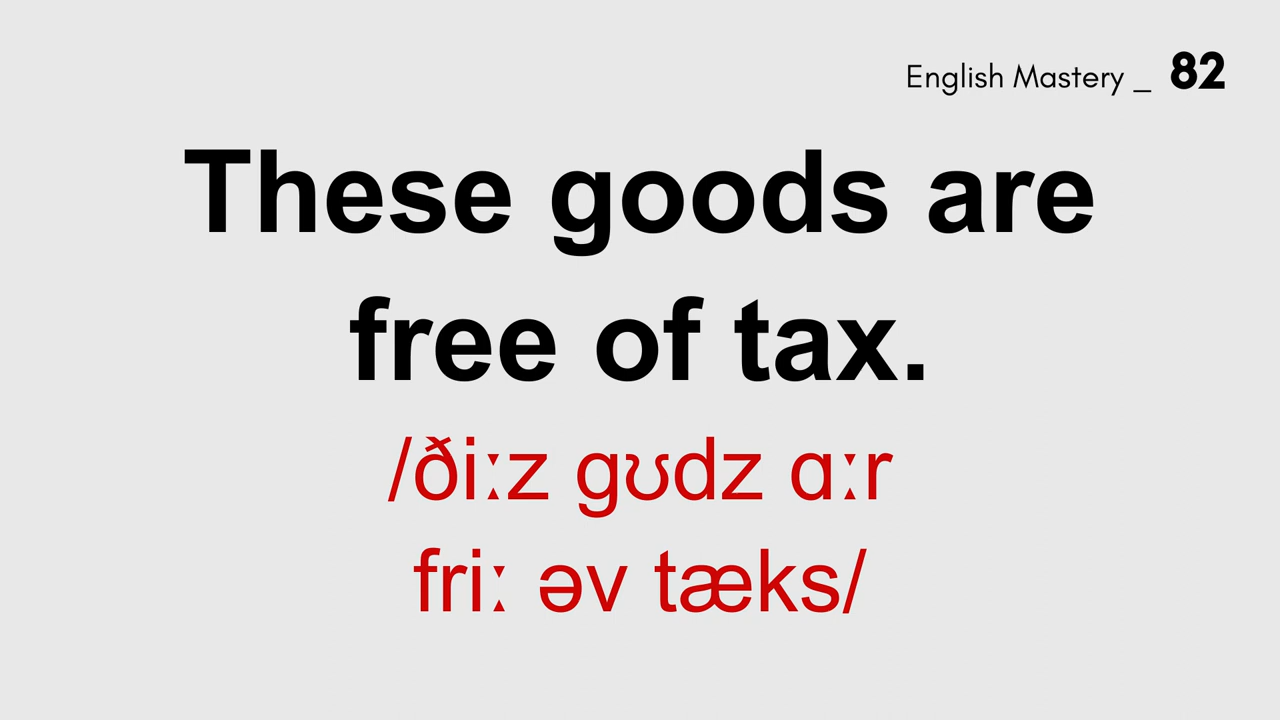 English Mastery _ 82
These goods are
free of tax.
/ðiːz gʊdz ɑːr
friː əv tæks/